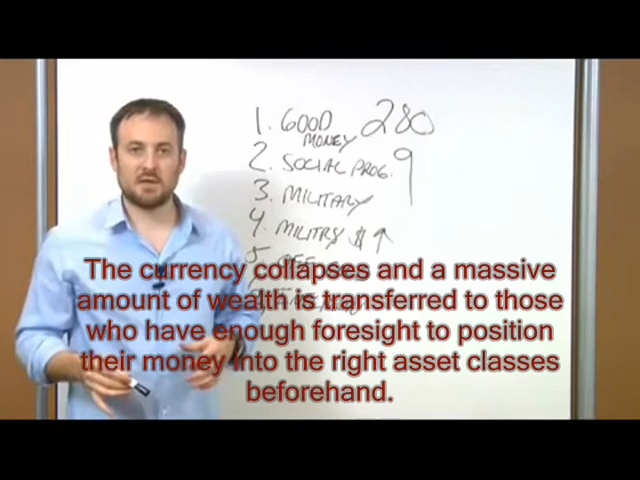 1. GOOD 280
MONEY
2. SOCIAL PROG. 9
3. MILITARY
4. MILITRY $ ↑
5.
The currency collapses and a massive
amount of wealth is transferred to those
who have enough foresight to position
their money into the right asset classes
beforehand.